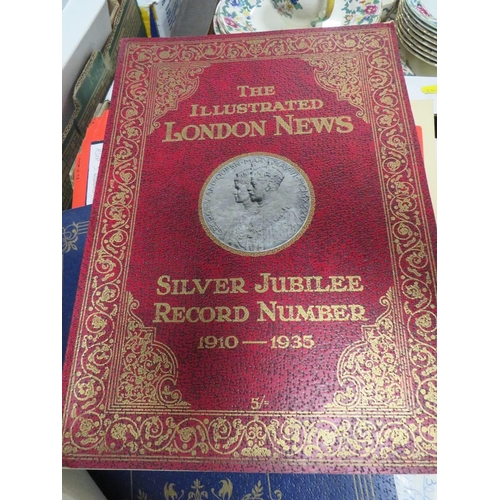 THE
ILLUSTRATED
LONDON NEWS
SILVER JUBILEE
RECORD NUMBER
1910 — 1935
5/-